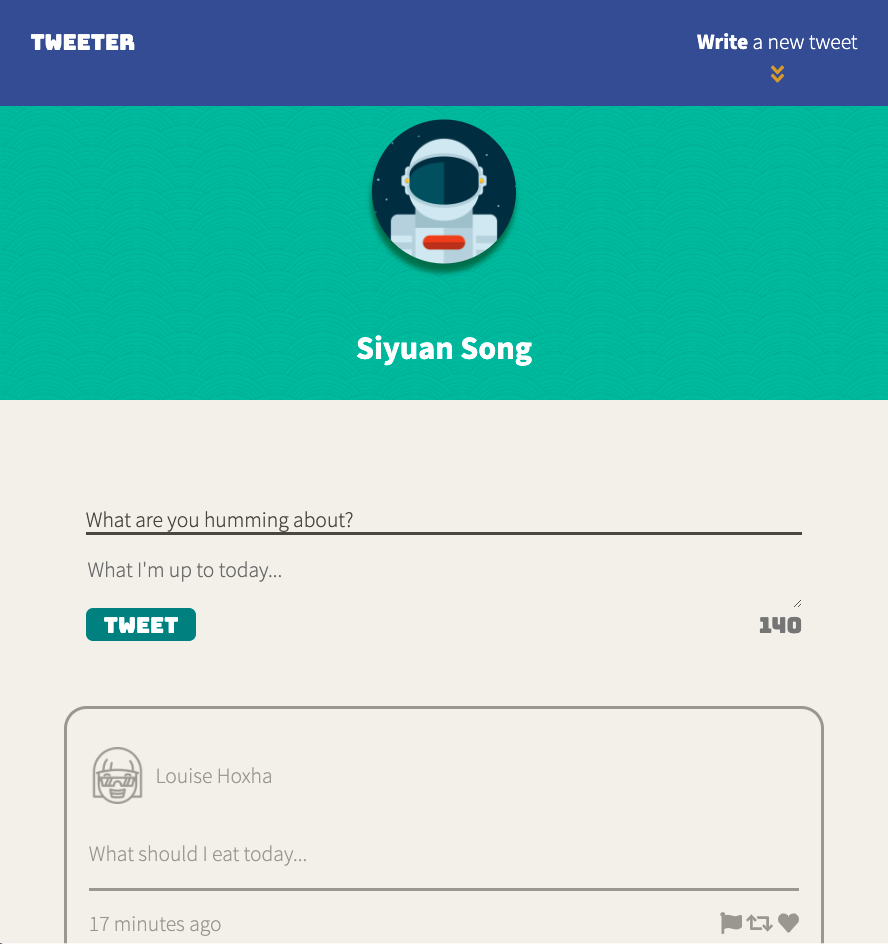 TWEETER
Write a new tweet
Siyuan Song
What are you humming about?
What I'm up to today...
TWEET
140
Louise Hoxha
What should I eat today...
17 minutes ago